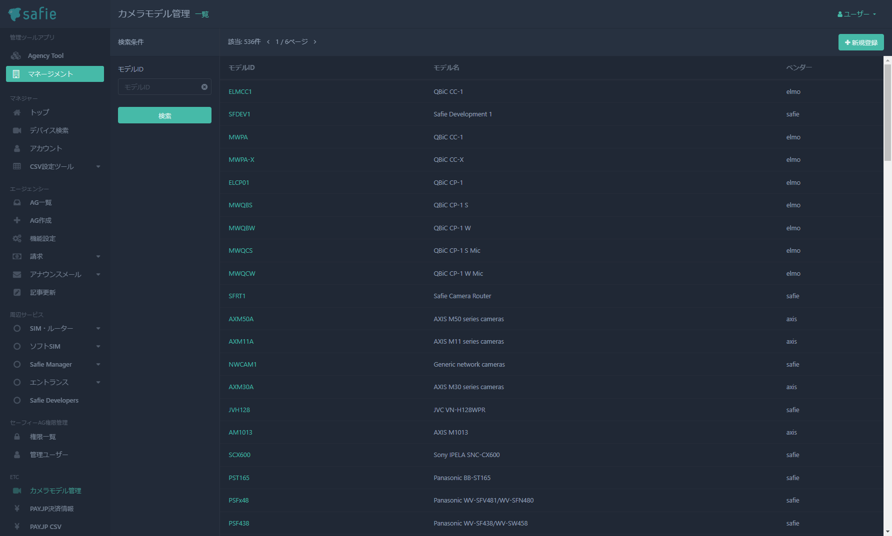 safie
カメラモデル管理 一覧
ユーザー
管理ツールアプリ
Agency Tool
マネージメント
マネジャー
トップ
デバイス検索
アカウント
CSV設定ツール
エージェンシー
AG一覧
AG作成
機能設定
請求
アナウンスメール
記事更新
周辺サービス
SIM・ルーター
ソフトSIM
Safie Manager
エントランス
Safie Developers
セーフィーAG権限管理
権限一覧
管理ユーザー
ETC
カメラモデル管理
PAY.JP決済情報
PAY.JP CSV
検索条件
モデルID
モデルID
検索
該当: 536件 1 / 6ページ
新規登録
モデルID モデル名 ベンダー
ELMCC1 QBiC CC-1 elmo
SFDEV1 Safie Development 1 safie
MWPA QBiC CC-1 elmo
MWPA-X QBiC CC-X elmo
ELCP01 QBiC CP-1 elmo
MWQBS QBiC CP-1 S elmo
MWQBW QBiC CP-1 W elmo
MWQCS QBiC CP-1 S Mic elmo
MWQCW QBiC CP-1 W Mic elmo
SFRT1 Safie Camera Router safie
AXM50A AXIS M50 series cameras axis
AXM11A AXIS M11 series cameras axis
NWCAM1 Generic network cameras safie
AXM30A AXIS M30 series cameras axis
JVH128 JVC VN-H128WPR safie
AM1013 AXIS M1013 axis
SCX600 Sony IPELA SNC-CX600 safie
PST165 Panasonic BB-ST165 safie
PSFx48 Panasonic WV-SFV481/WV-SFN480 safie
PSF438 Panasonic WV-SF438/WV-SW458 safie